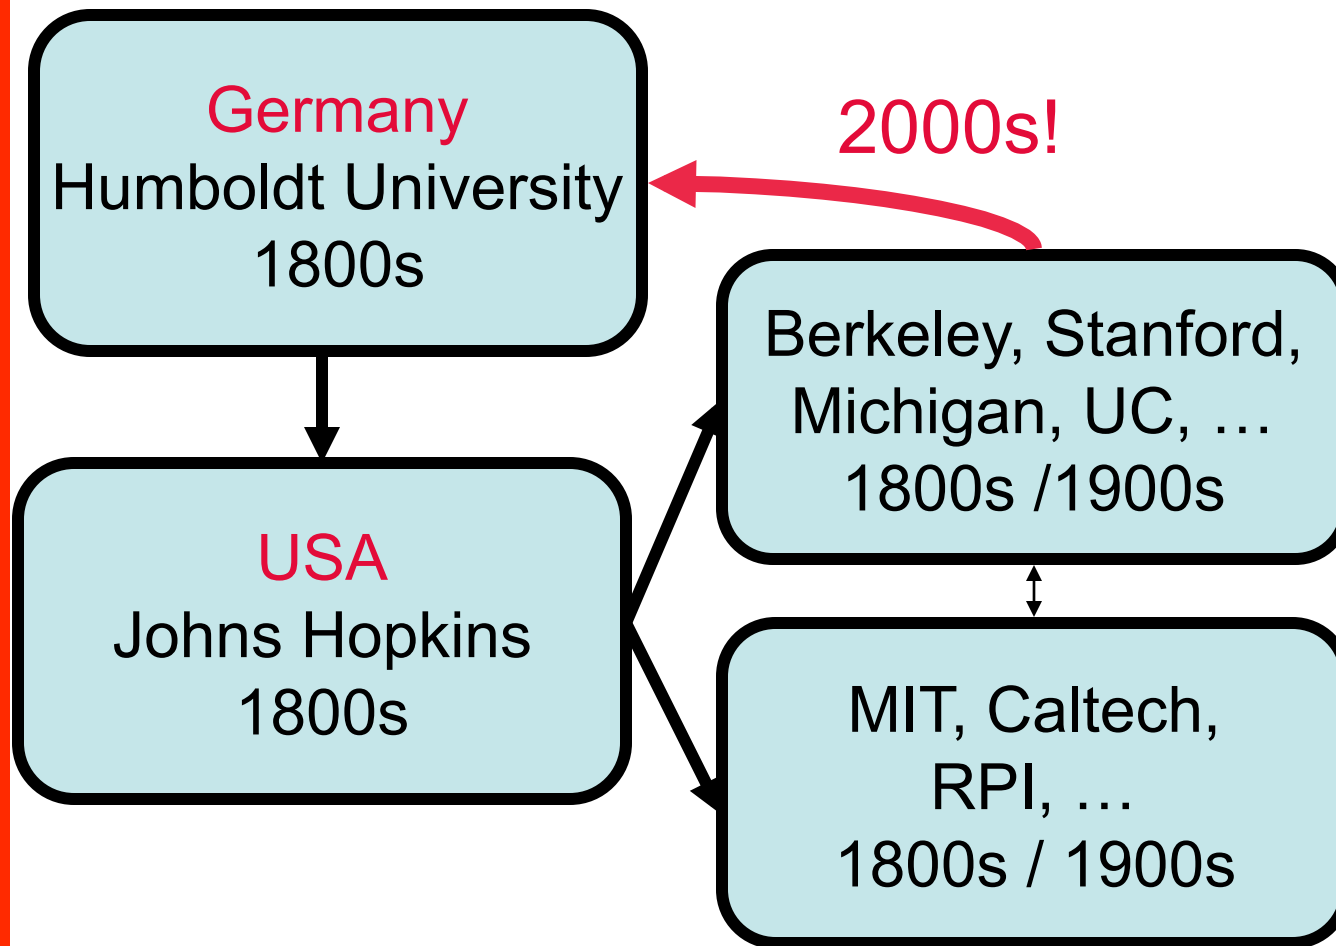 Germany
Humboldt University
1800s
2000s!
Berkeley, Stanford,
Michigan, UC, …
1800s /1900s
USA
Johns Hopkins
1800s
MIT, Caltech,
RPI, …
1800s / 1900s